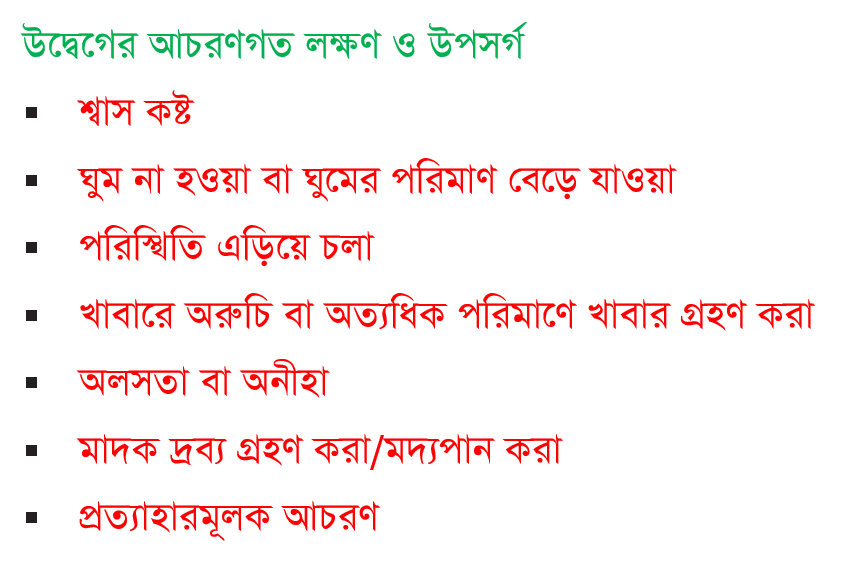 উদ্বেগের আচরণগত লক্ষণ ও উপসর্গ
▪ শ্বাস কষ্ট
▪ ঘুম না হওয়া বা ঘুমের পরিমাণ বেড়ে যাওয়া
▪ পরিস্থিতি এড়িয়ে চলা
▪ খাবারে অরুচি বা অত্যধিক পরিমাণে খাবার গ্রহণ করা
▪ অলসতা বা অনীহা
▪ মাদক দ্রব্য গ্রহণ করা/মদ্যপান করা
▪ প্রত্যাহারমূলক আচরণ